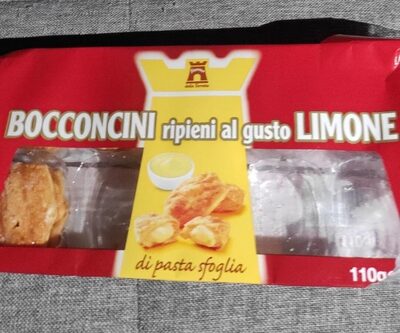 BOCCONCINI ripieni al gusto LIMONE
di pasta sfoglia
110g